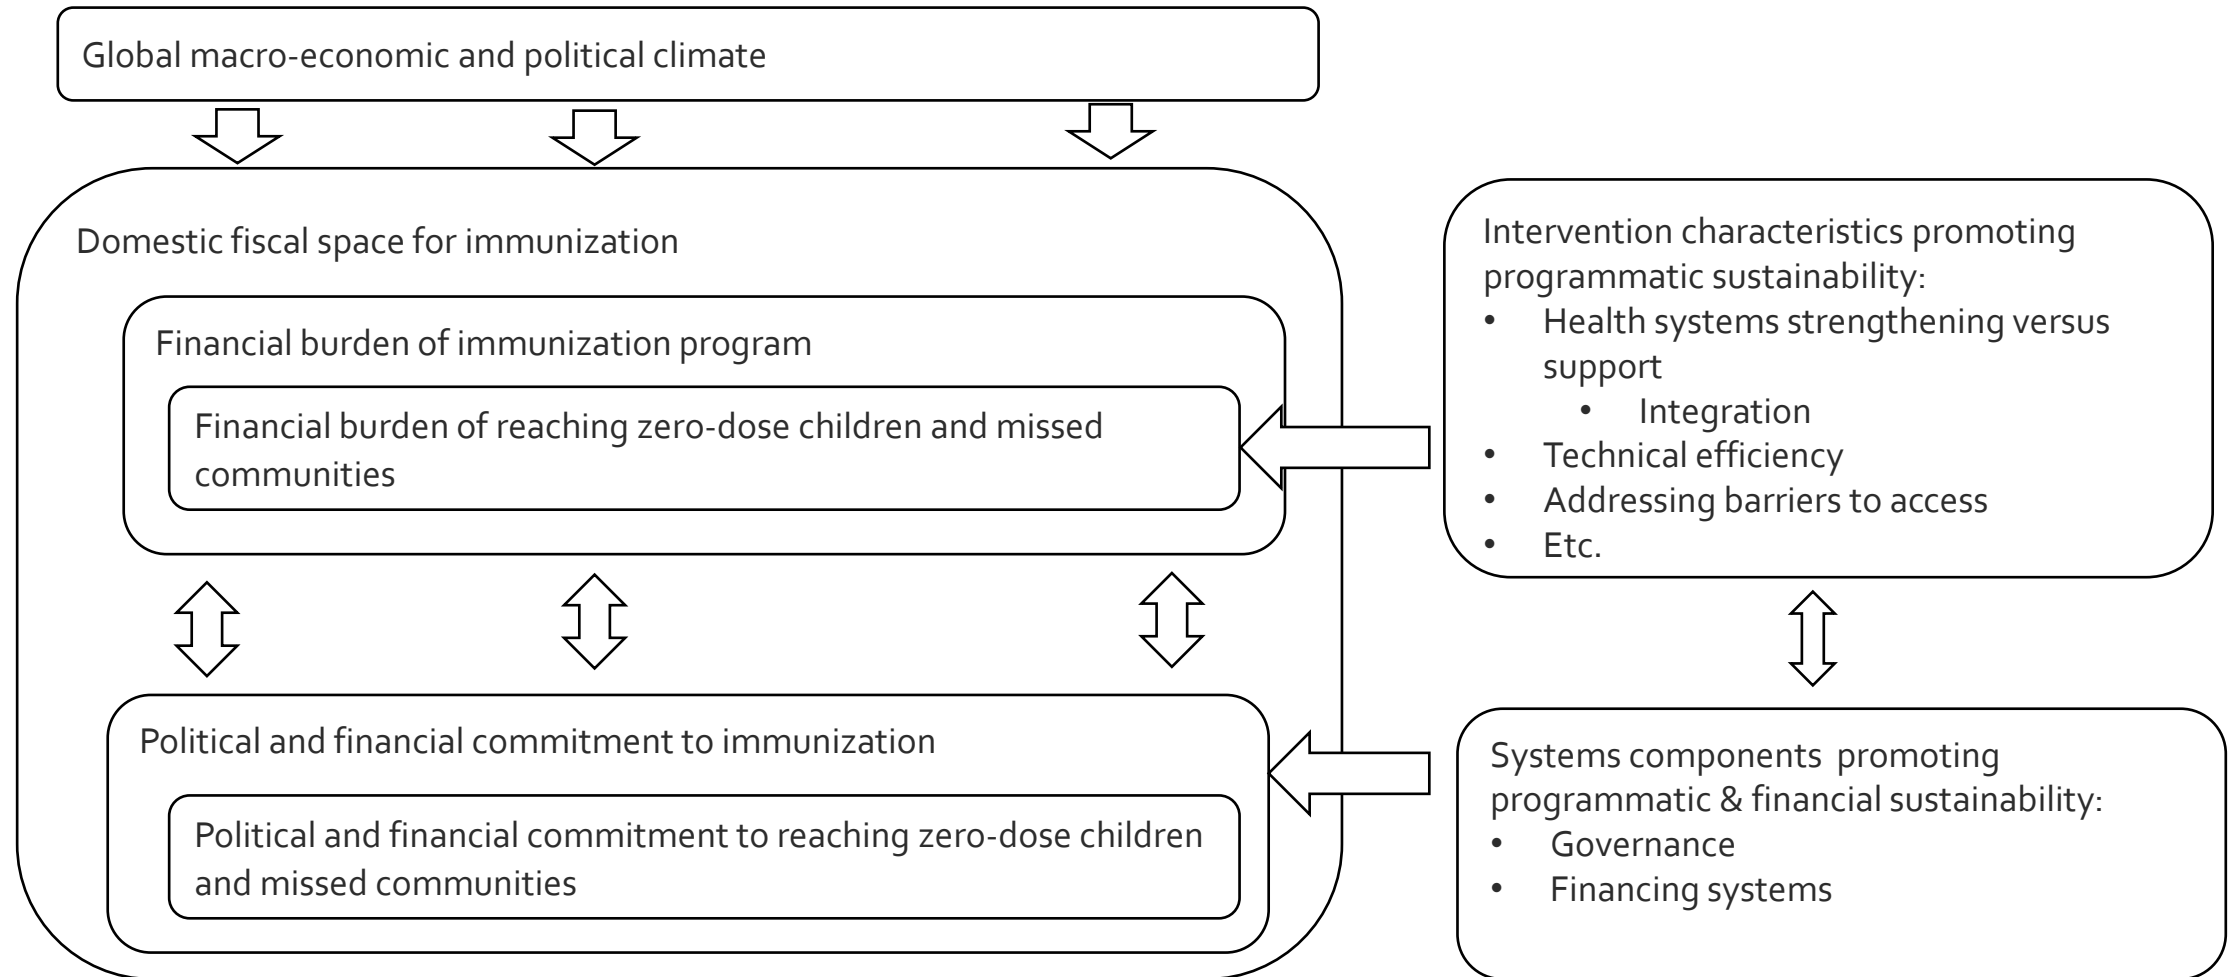 Global macro-economic and political climate
Domestic fiscal space for immunization
Financial burden of immunization program
Financial burden of reaching zero-dose children and missed
communities
Political and financial commitment to immunization
Political and financial commitment to reaching zero-dose children
and missed communities
Intervention characteristics promoting
programmatic sustainability:
• Health systems strengthening versus
support
• Integration
• Technical efficiency
• Addressing barriers to access
• Etc.
Systems components promoting
programmatic & financial sustainability:
• Governance
• Financing systems